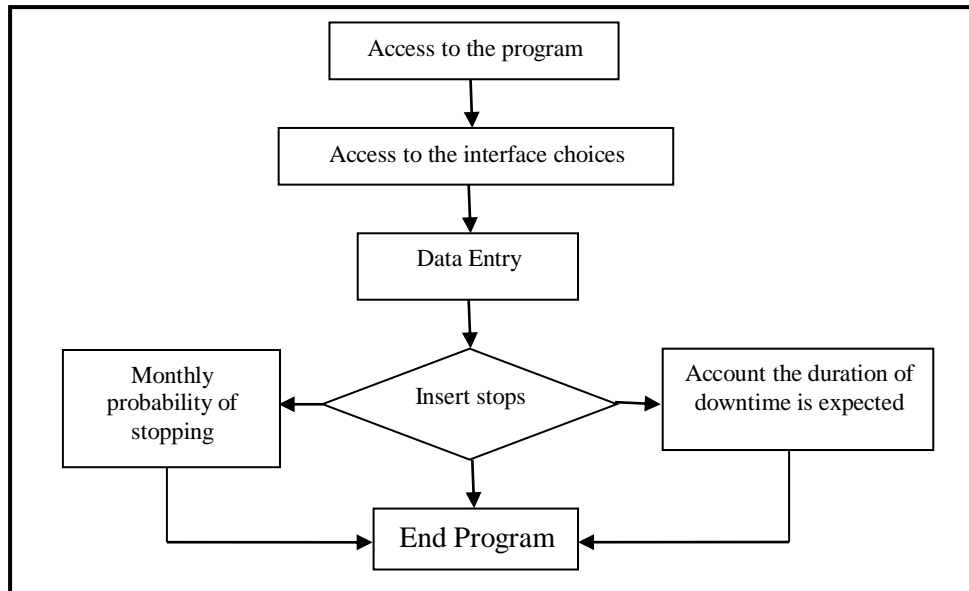 Access to the program
Access to the interface choices
Data Entry
Monthly
probability of
stopping
Insert stops
Account the duration of
downtime is expected
End Program